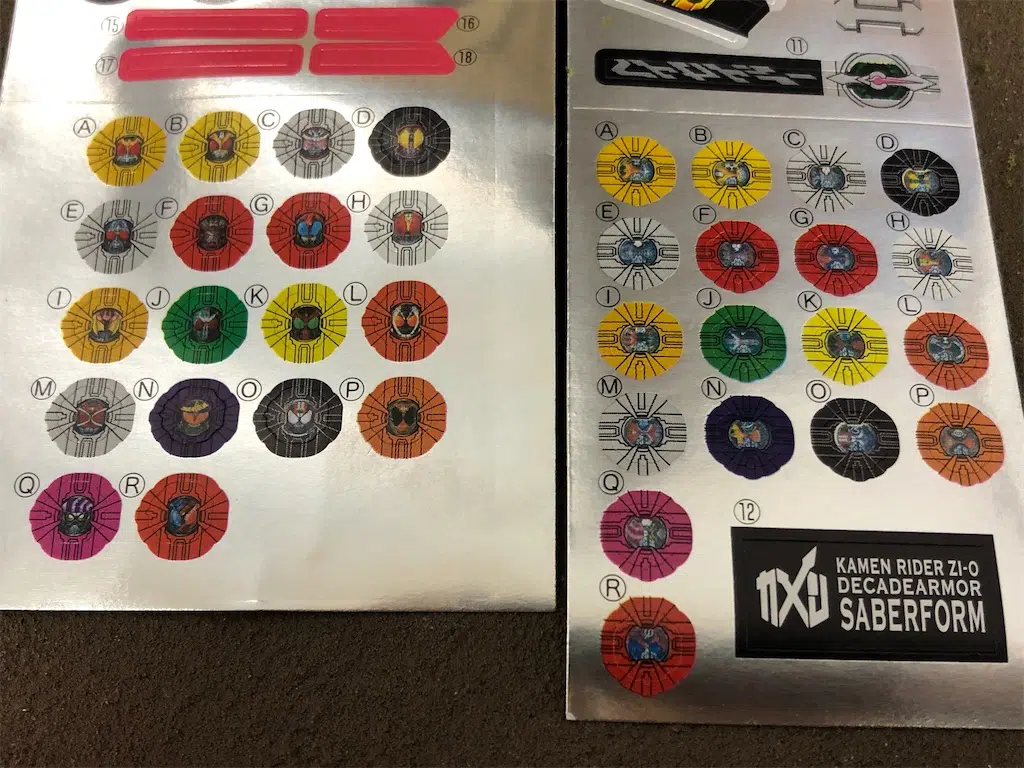 15
16
17
18
A
B
C
D
E
F
G
H
I
J
K
L
M
N
O
P
Q
R
11
A
B
C
D
E
F
G
H
I
J
K
L
M
N
O
P
Q
R
12
KAMEN RIDER ZI-O
DECADEARMOR
SABERFORM